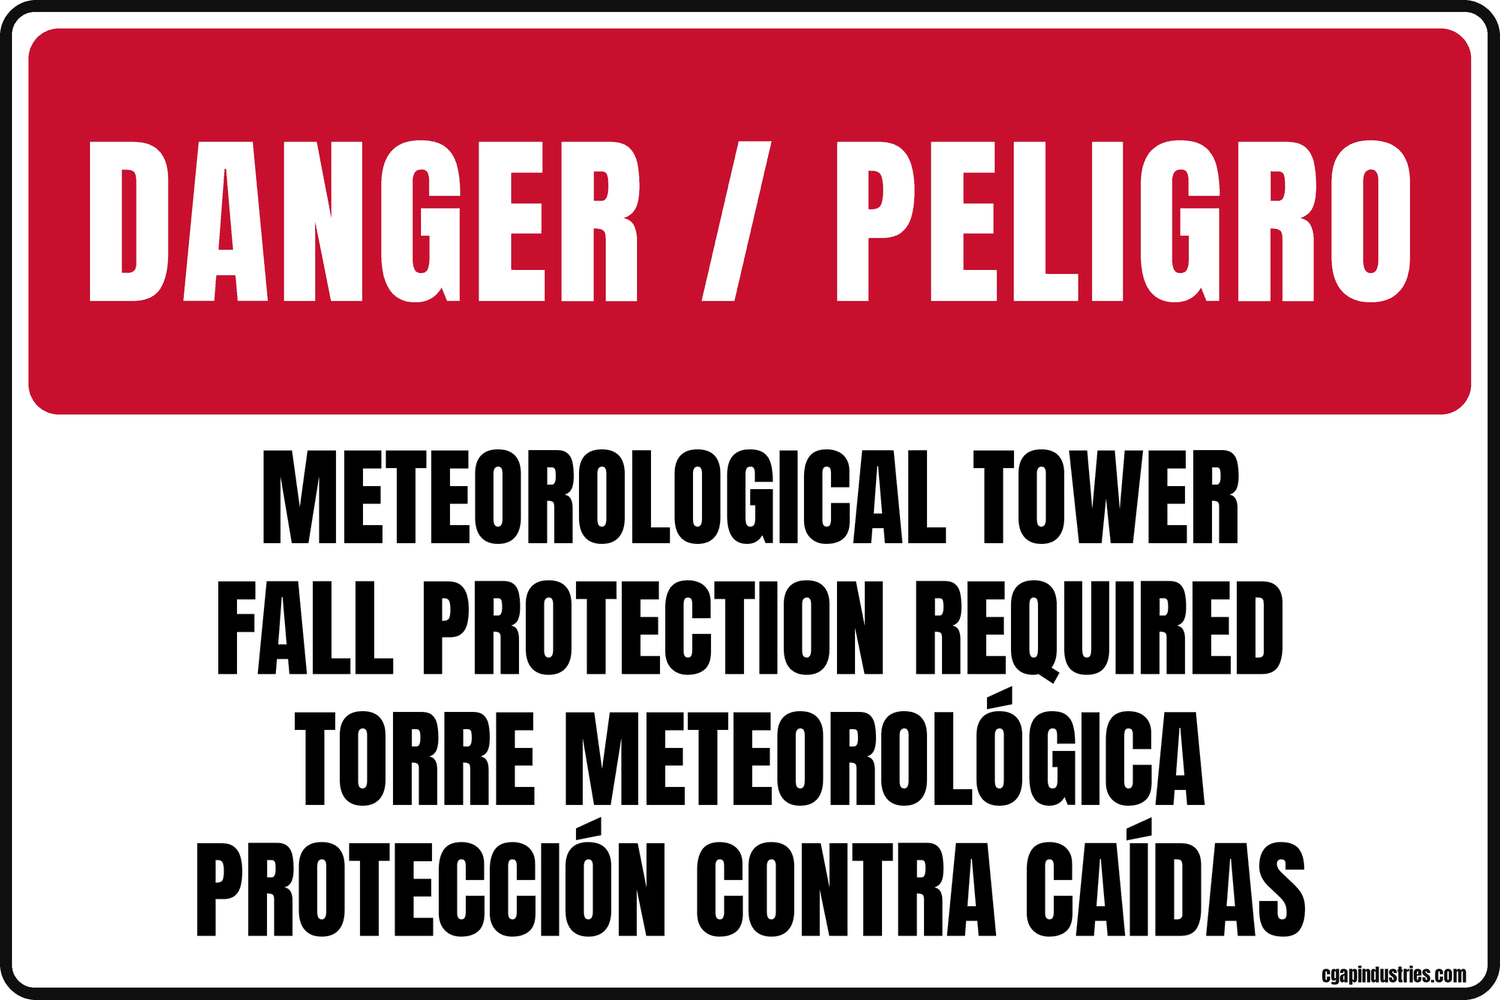 DANGER / PELIGRO
METEOROLOGICAL TOWER
FALL PROTECTION REQUIRED
TORRE METEOROLÓGICA
PROTECCIÓN CONTRA CAÍDAS
cgapindustries.com